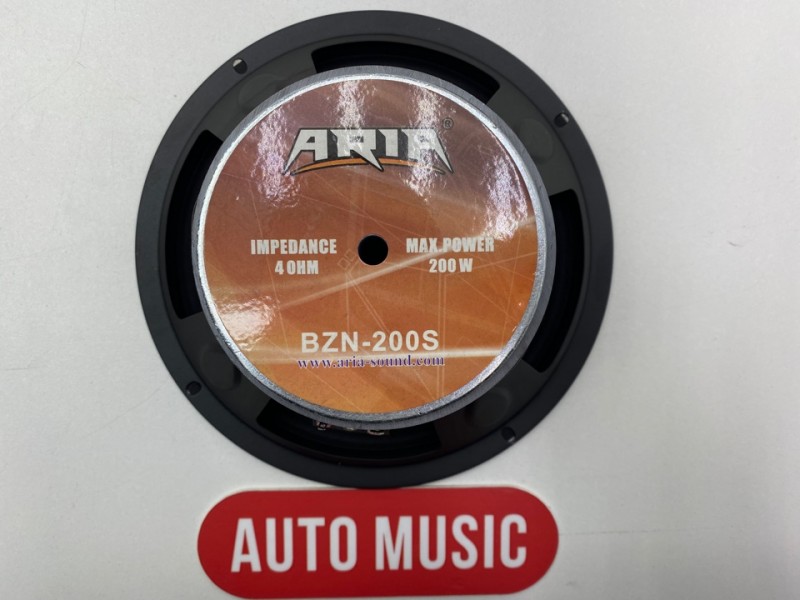 ARIA®
IMPEDANCE MAX.POWER
4 OHM 200 W
BZN-200S
www.aria-sound.com
AUTO MUSIC